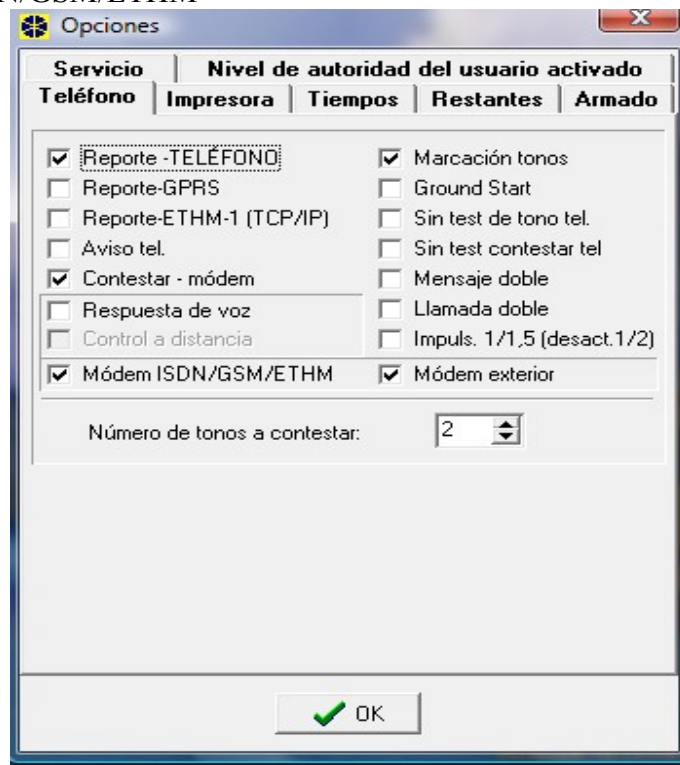 N/GSM/ETHM
Opciones
Servicio Nivel de autoridad del usuario activado
Teléfono Impresora Tiempos Restantes Armado
Reporte -TELÉFONO Marcación tonos
Reporte-GPRS Ground Start
Reporte-ETHM-1 (TCP/IP) Sin test de tono tel.
Aviso tel. Sin test contestar tel
Contestar - módem Mensaje doble
Respuesta de voz Llamada doble
Control a distancia Impuls. 1/1,5 (desact.1/2)
Módem ISDN/GSM/ETHM Módem exterior
Número de tonos a contestar: 2
OK